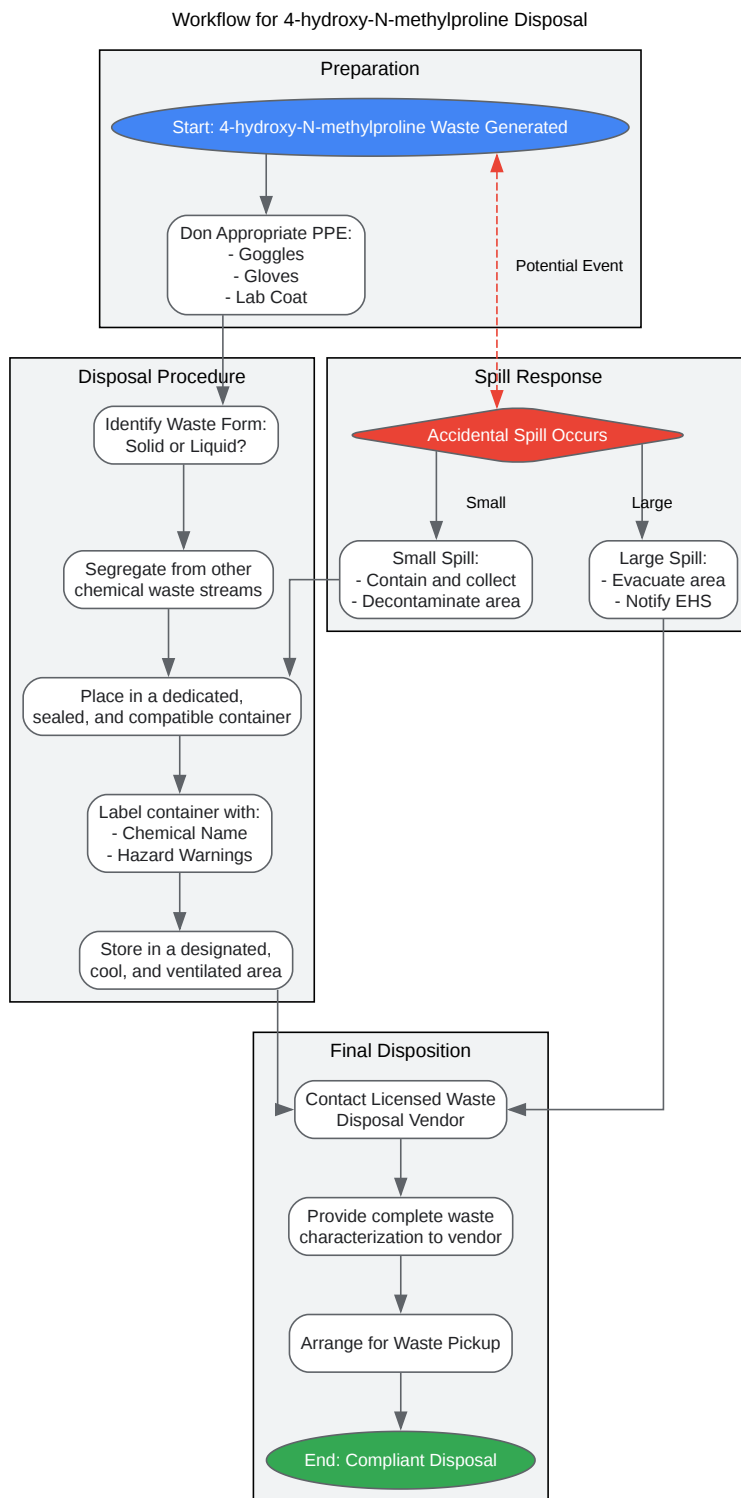 Workflow for 4-hydroxy-N-methylproline Disposal
Preparation
Start: 4-hydroxy-N-methylproline Waste Generated
Don Appropriate PPE:
- Goggles
- Gloves
- Lab Coat
Potential Event
Disposal Procedure
Identify Waste Form:
Solid or Liquid?
Segregate from other
chemical waste streams
Place in a dedicated,
sealed, and compatible container
Label container with:
- Chemical Name
- Hazard Warnings
Store in a designated,
cool, and ventilated area
Spill Response
Accidental Spill Occurs
Small
Large
Small Spill:
- Contain and collect
- Decontaminate area
Large Spill:
- Evacuate area
- Notify EHS
Final Disposition
Contact Licensed Waste
Disposal Vendor
Provide complete waste
characterization to vendor
Arrange for Waste Pickup
End: Compliant Disposal